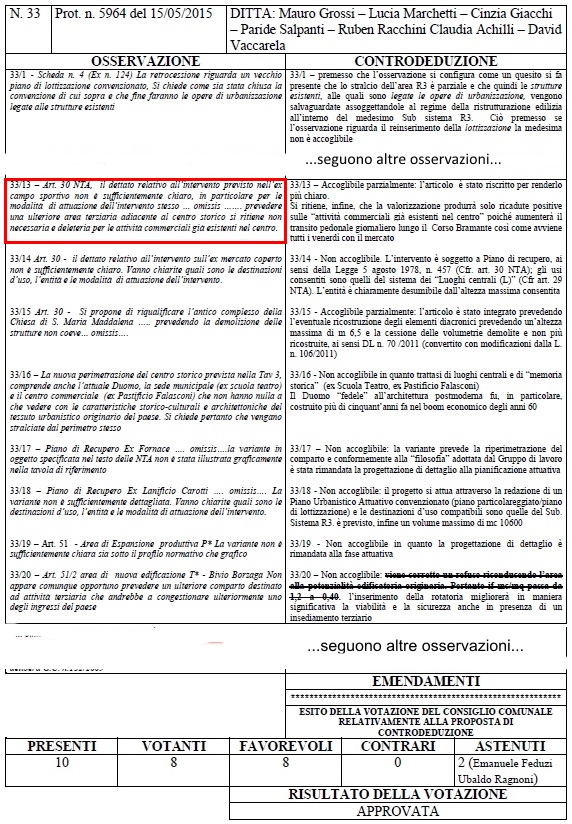 N. 33
Prot. n. 5964 del 15/05/2015
DITTA: Mauro Grossi – Lucia Marchetti – Cinzia Giacchi
– Paride Salpanti – Ruben Racchini Claudia Achilli – David
Vaccarela
OSSERVAZIONE
33/1 - Scheda n. 4 (Ex n. 124) La retrocessione riguarda un vecchio
piano di lottizzazione convenzionato, Si chiede come sia stata chiusa la
convenzione di cui sopra e che fine faranno le opere di urbanizzazione
legate alle strutture esistenti
CONTRODEDUZIONE
33/1 – premesso che l'osservazione si configura come un quesito si fa
presente che lo stralcio dell'area R3 è parziale e che quindi le strutture
esistenti, alle quali sono legate le opere di urbanizzazione, vengono
salvaguardate assoggettandole al regime della ristrutturazione edilizia
all'interno del medesimo Sub sistema R3. Ciò premesso se
l'osservazione riguarda il reinserimento della lottizzazione la medesima
non è accoglibile
...seguono altre osservazioni...
33/13 – Art. 30 NTA, il dettato relativo all'intervento previsto nell'ex
campo sportivo non è sufficientemente chiaro, in particolare per le
modalità di attuazione dell'intervento stesso ... omissis ....... prevedere
una ulteriore area terziaria adiacente al centro storico si ritiene non
necessaria e deleteria per le attività commerciali già esistenti nel centro.
33/13 – Accoglibile parzialmente: l'articolo è stato riscritto per renderlo
più chiaro.
Si ritiene, infine, che la valorizzazione produrrà solo ricadute positive
sulle "attività commerciali già esistenti nel centro" poiché aumenterà il
transito pedonale giornaliero lungo il Corso Bramante così come avviene
tutti i venerdì con il mercato
33/14 Art. 30 - il dettato relativo all'intervento sull'ex mercato coperto
non è sufficientemente chiaro. Vanno chiarite quali sono le destinazioni
d'uso, l'entità e le modalità di attuazione dell'intervento.
33/14 - Non accoglibile. L'intervento è soggetto a Piano di recupero, ai
sensi della Legge 5 agosto 1978, n. 457 (Cfr art. 30 NTA); gli usi
consentiti sono quelli del sistema dei "Luoghi centrali (L)" (Cfr art. 29
NTA). L'entità è chiaramente desumibile dall'altezza massima consentita
33/15 Art. 30 - Si propone di riqualificare l'antico complesso della
Chiesa di S. Maria Maddalena ..... prevedendo la demolizione delle
strutture non coeve... omissis....
33/15 - Accoglibile parzialmente: l'articolo è stato integrato prevedendo
l'eventuale ricostruzione degli elementi diacronici prevedendo un'altezza
massima di m 6,5 e la cessione delle volumetrie demolite e non più
ricostruite, ai sensi DL n. 70 /2011 (convertito con modificazioni dalla L.
n. 106/2011)
33/16 – La nuova perimetrazione del centro storico prevista nella Tav 3,
comprende anche l'attuale Duomo, la sede municipale (ex scuola teatro)
e il centro commerciale (ex Pastificio Falasconi) che non hanno nulla a
che vedere con le caratteristiche storico-culturali e architettoniche del
tessuto urbanistico originario del paese. Si chiede pertanto che vengano
stralciate dal perimetro stesso
33/16 - Non accoglibile in quanto trattasi di luoghi centrali e di "memoria
storica" (ex Scuola Teatro, ex Pastificio Falasconi)
Il Duomo "fedele" all'architettura postmoderna fu, in particolare,
costruito più di cinquant'anni fa nel boom economico degli anni 60
33/17 – Piano di Recupero Ex Fornace .... omissis....la variante in
oggetto specificata nel testo delle NTA non è stata illustrata graficamente
nella tavola di riferimento
33/17 – Non accoglibile: la variante prevede la riperimetrazione del
comparto e conformemente alla "filosofia" adottata dal Gruppo di lavoro
è stata rimandata la progettazione di dettaglio alla pianificazione attuativa
33/18 - Piano di Recupero Ex Lanificio Carotti .... omissis.... La
variante non è sufficientemente dettagliata. Vanno chiarite quali sono le
destinazioni d'uso, l'entità e le modalità di attuazione dell'intervento.
33/18 - Non accoglibile: il progetto si attua attraverso la redazione di un
Piano Urbanistico Attuativo convenzionato (piano particolareggiato/piano
di lottizzazione) e le destinazioni d'uso compatibili sono quelle del Sub.
Sistema R3. è previsto, infine un volume massimo di mc 10600
33/19 – Art. 51 - Area di Espansione produttiva P* La variante non è
sufficientemente chiara sia sotto il profilo normativo che grafico
33/19 - Non accoglibile in quanto la progettazione di dettaglio è
rimandata alla fase attuativa
33/20 – Art. 51/2 area di nuova edificazione T* - Bivio Borzaga Non
appare comunque opportuno prevedere un ulteriore comparto destinato
ad attività terziaria che andrebbe a congestionare ulteriormente uno
degli ingressi del paese
33/20 – Non accoglibile: viene corretto un refuso riconducendo l'area
alla potenzialità edificatoria originaria. Pertanto if mc/mq passa da
1,2 a 0,40. l'inserimento della rotatoria migliorerà in maniera
significativa la viabilità e la sicurezza anche in presenza di un
insediamento terziario
...seguono altre osservazioni...
EMENDAMENTI
************************************************************
ESITO DELLA VOTAZIONE DEL CONSIGLIO COMUNALE
RELATIVAMENTE ALLA PROPOSTA DI
CONTRODEDUZIONE
PRESENTI VOTANTI FAVOREVOLI CONTRARI ASTENUTI
10 8 8 0 2 (Emanuele Feduzi
Ubaldo Ragnoni)
RISULTATO DELLA VOTAZIONE
APPROVATA